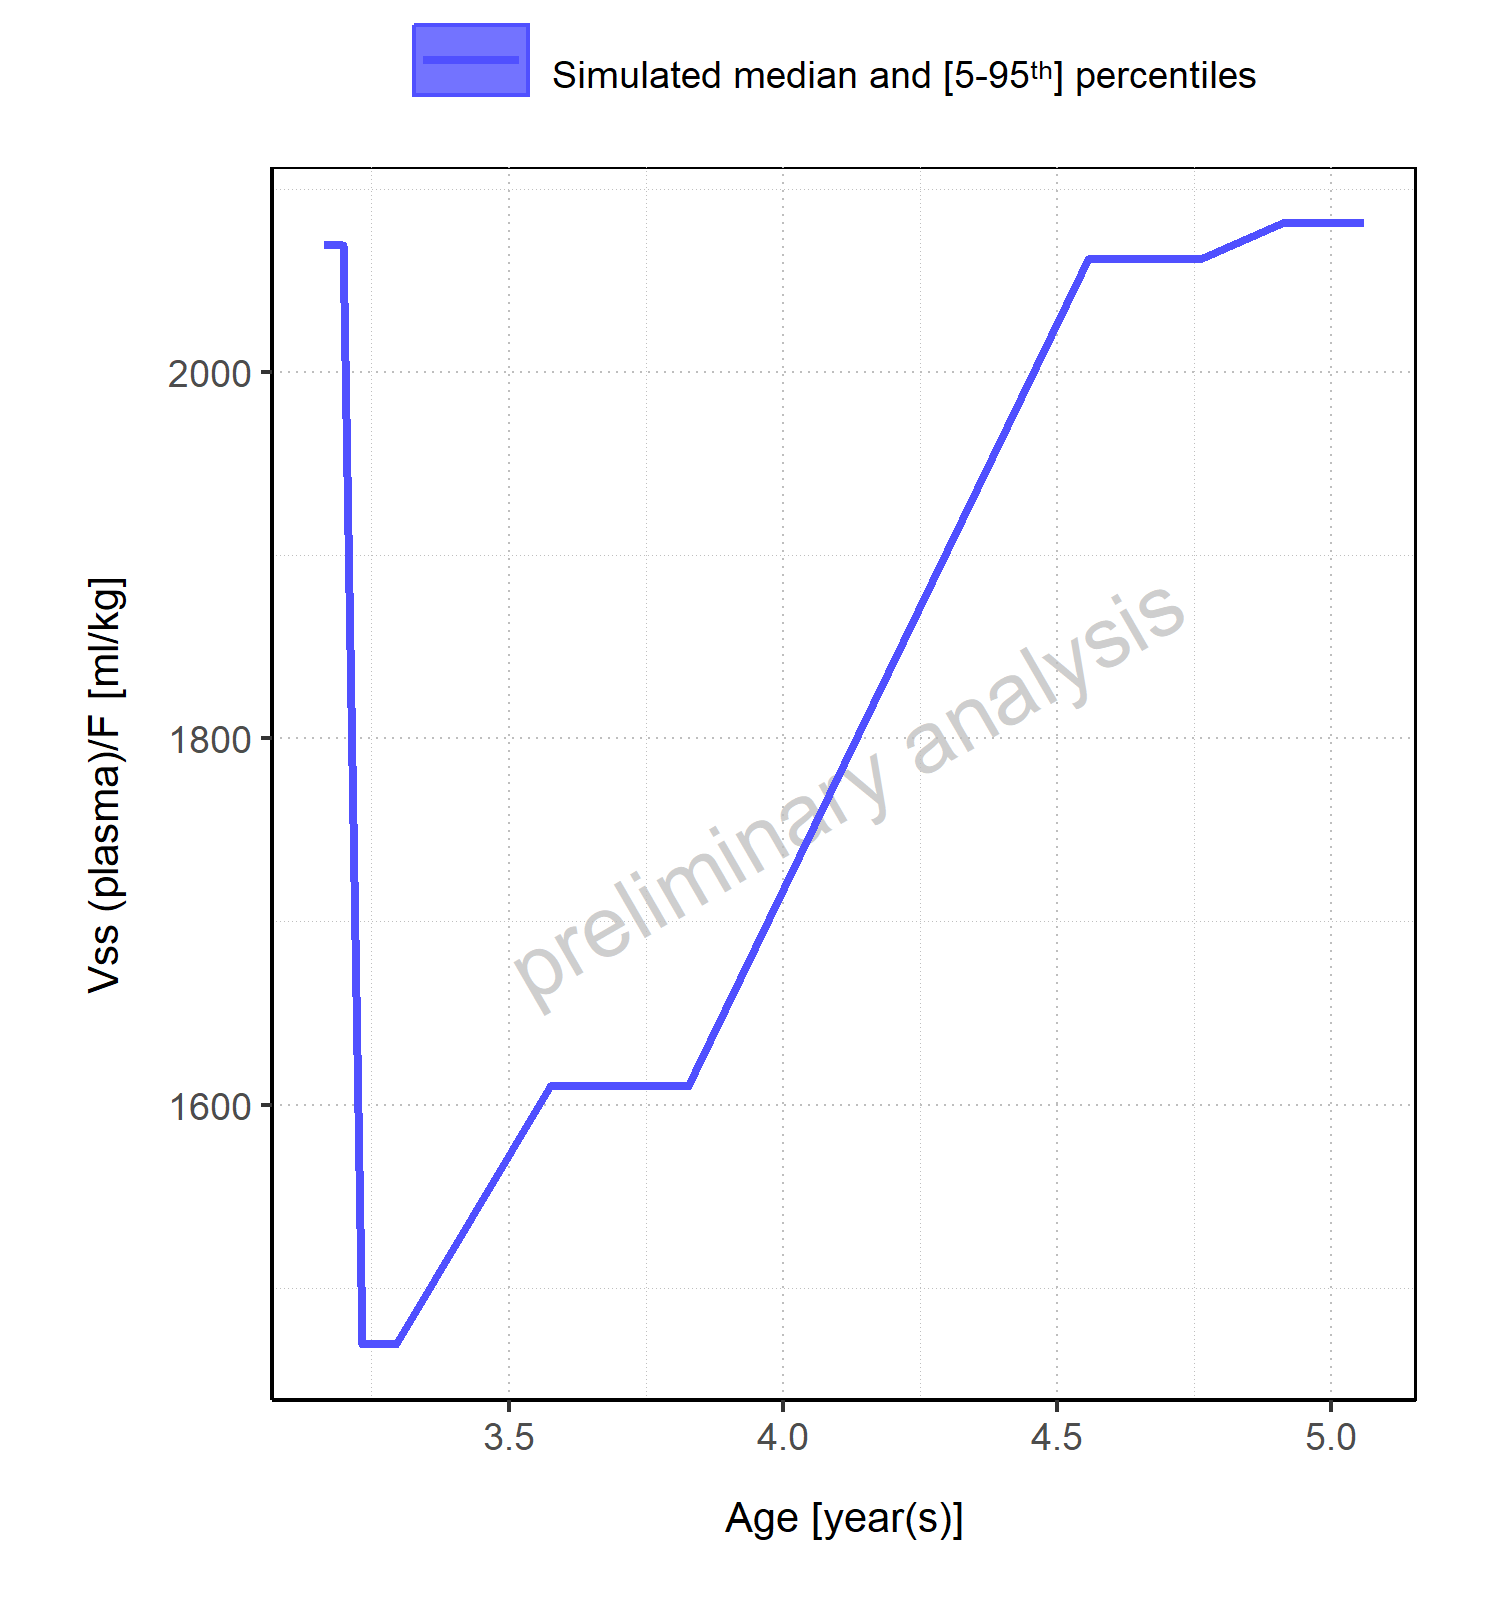 Simulated median and [5-95th] percentiles
2000
1800
1600
Vss (plasma)/F [ml/kg]
preliminary analysis
3.5 4.0 4.5 5.0
Age [year(s)]